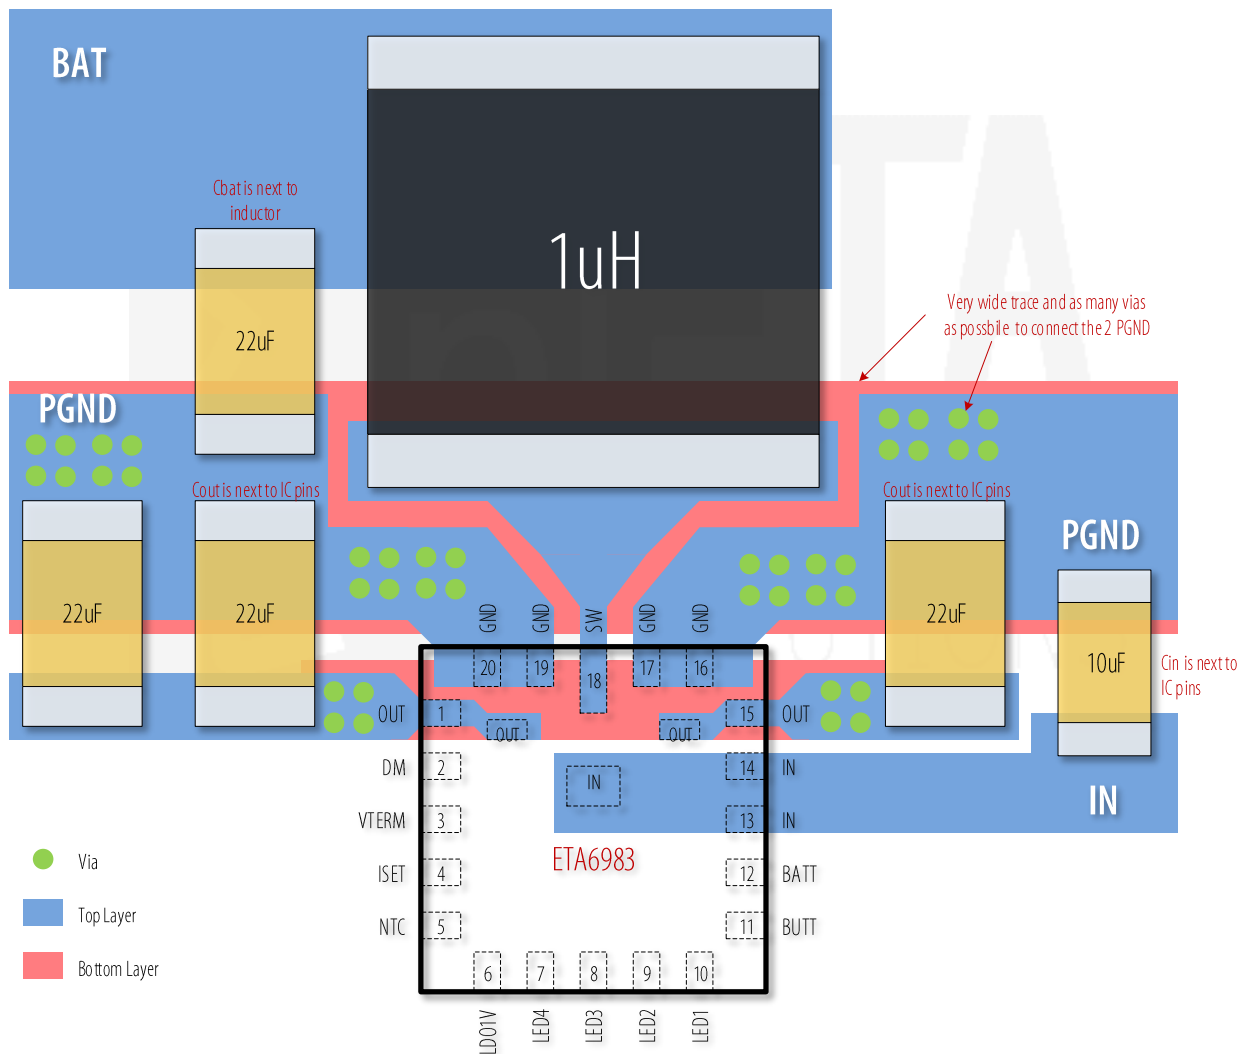 BAT
Cbat is next to
inductor
1uH
22uF
Very wide trace and as many vias
as possbile to connect the 2 PGND
PGND
Cout is next to IC pins
Cout is next to IC pins
PGND
22uF
22uF
22uF
10uF
Cin is next to
IC pins
GND
GND
SW
GND
GND
20
19
18
17
16
OUT
1
OUT
OUT
15
OUT
DM
2
IN
14
IN
IN
VTERM
3
13
IN
ETA6983
Via
ISET
4
12
BATT
Top Layer
NTC
5
11
BUTT
Bottom Layer
6
7
8
9
10
LDO1V
LED4
LED3
LED2
LED1